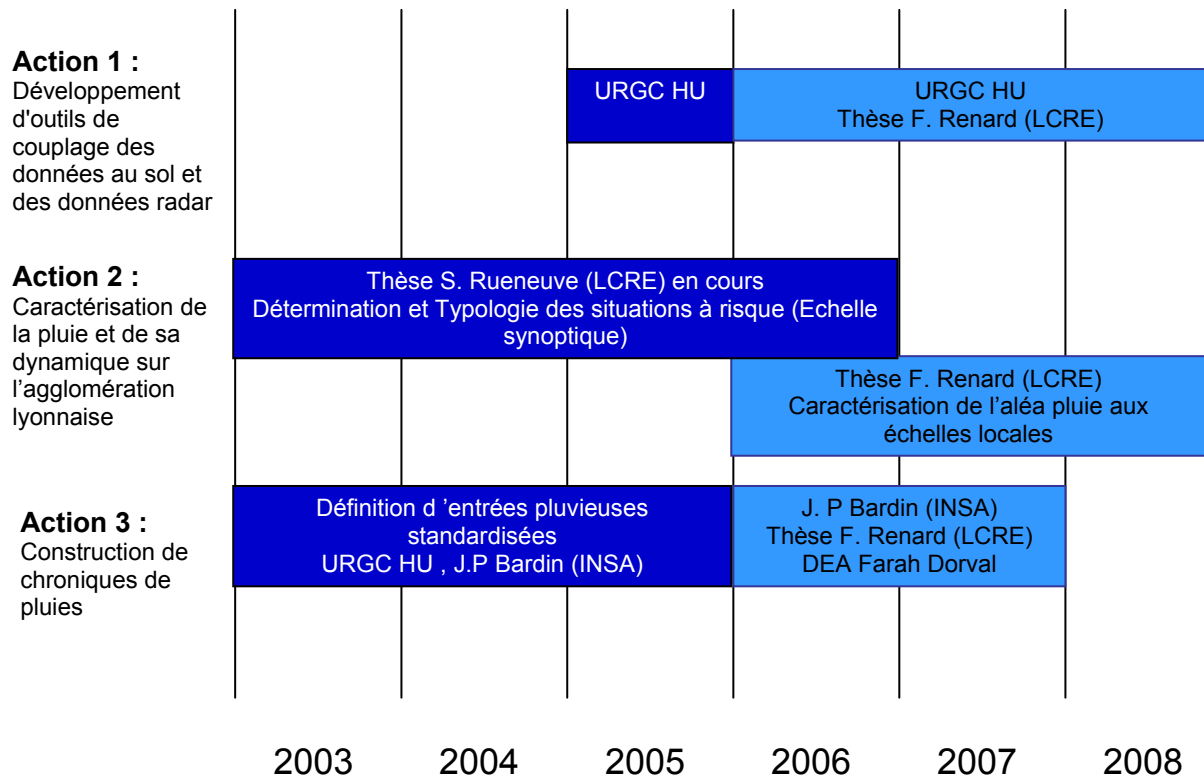 Action 1 :
Développement
d'outils de
couplage des
données au sol et
des données radar
URGC HU
URGC HU
Thèse F. Renard (LCRE)
Action 2 :
Caractérisation de
la pluie et de sa
dynamique sur
l’agglomération
lyonnaise
Thèse S. Rueneuve (LCRE) en cours
Détermination et Typologie des situations à risque (Echelle
synoptique)
Thèse F. Renard (LCRE)
Caractérisation de l’aléa pluie aux
échelles locales
Action 3 :
Construction de
chroniques de
pluies
Définition d ’entrées pluvieuses
standardisées
URGC HU , J.P Bardin (INSA)
J. P Bardin (INSA)
Thèse F. Renard (LCRE)
DEA Farah Dorval
2003 2004 2005 2006 2007 2008